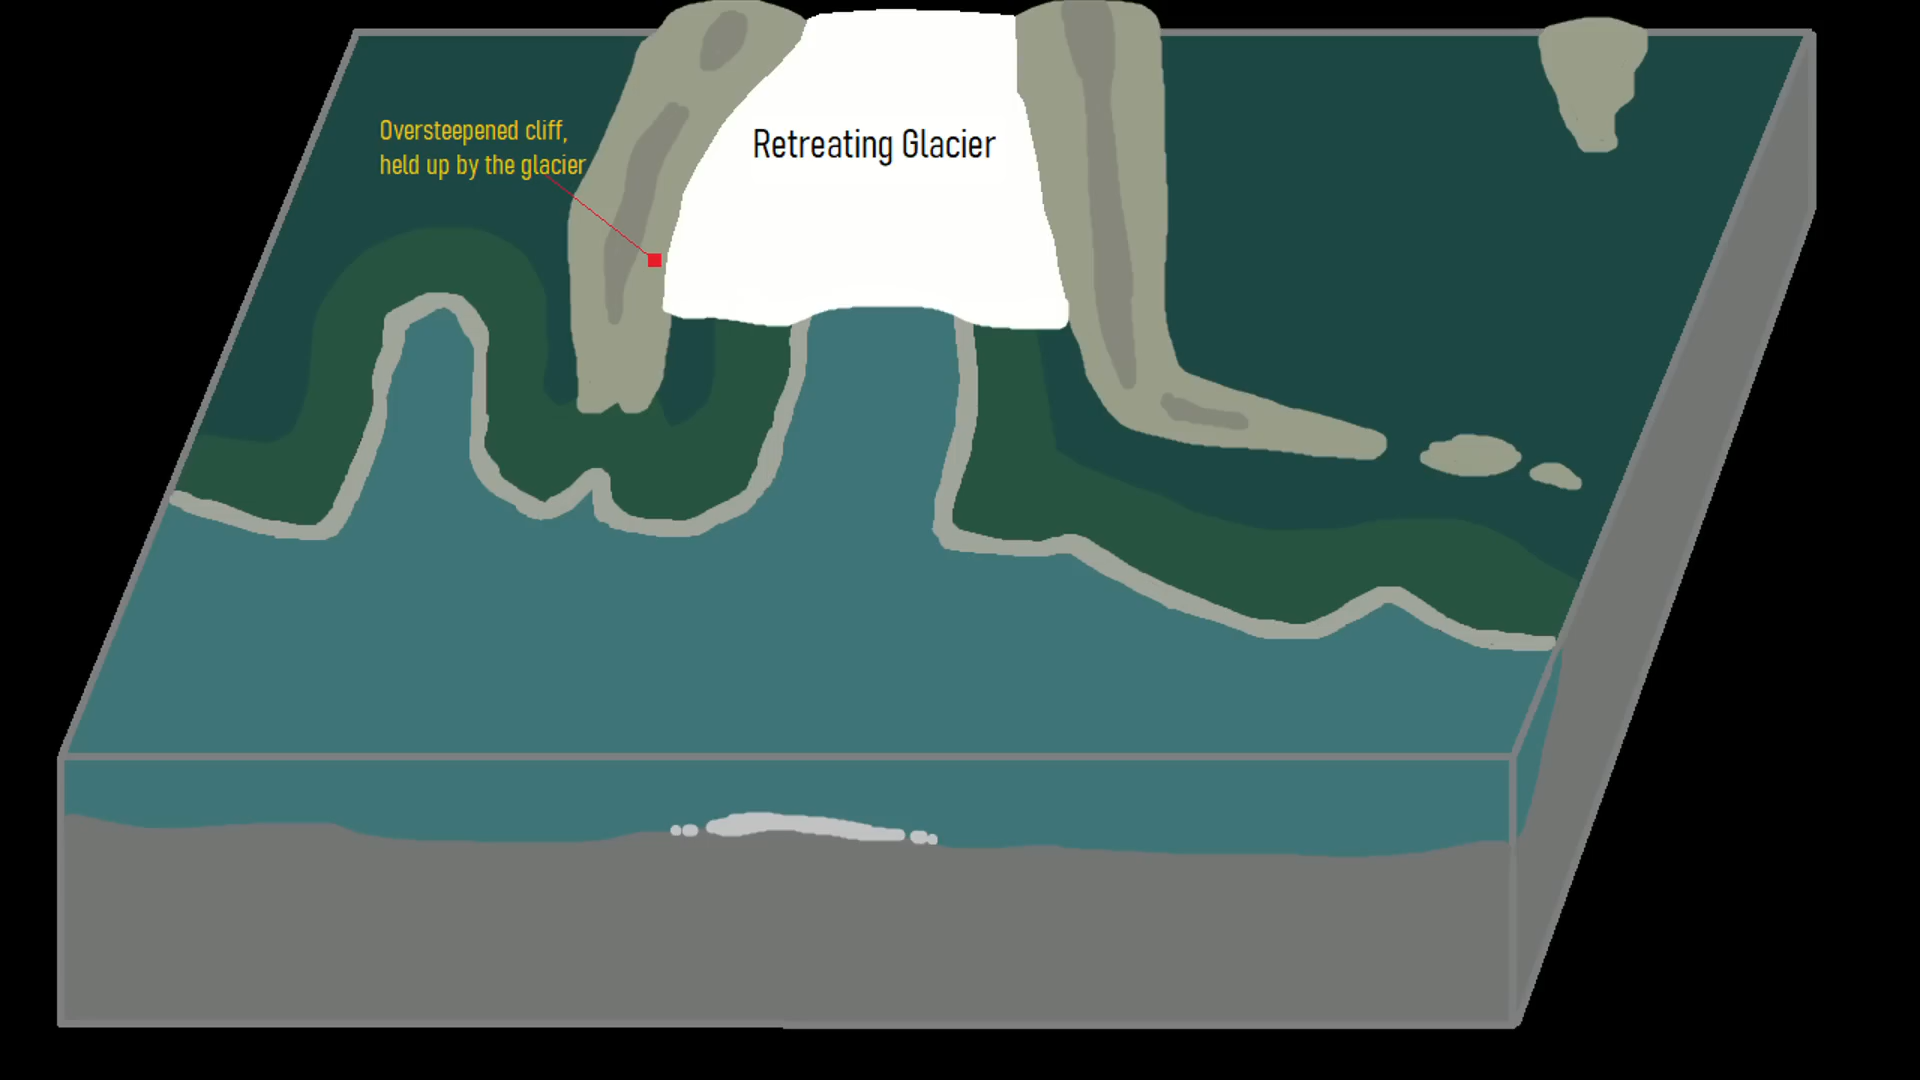 Oversteepened cliff,
held up by the glacier
Retreating Glacier